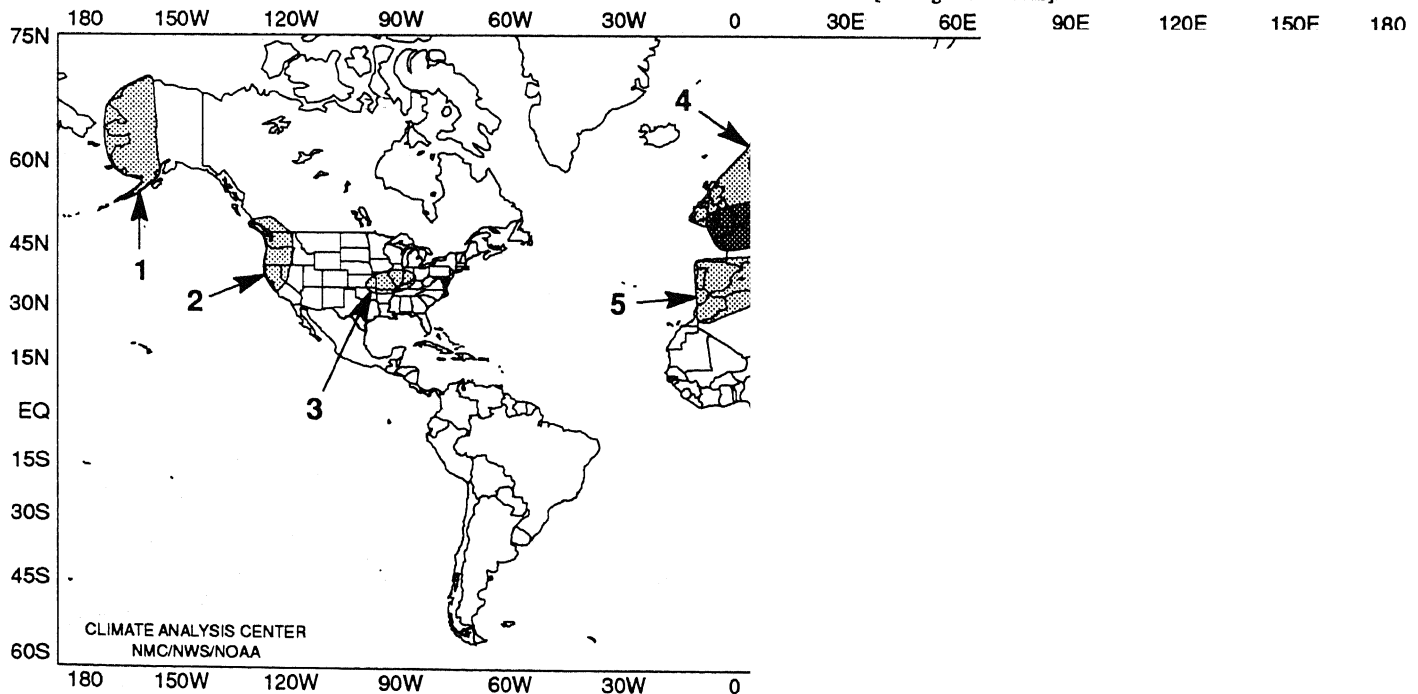 180 150W 120W 90W 60W 30W 0 30E 60E 90E 120E 150E 180
75N
4
60N
45N
1
2
5
30N
15N
3
EQ
15S
30S
45S
CLIMATE ANALYSIS CENTER
NMC/NWS/NOAA
60S
180 150W 120W 90W 60W 30W 0